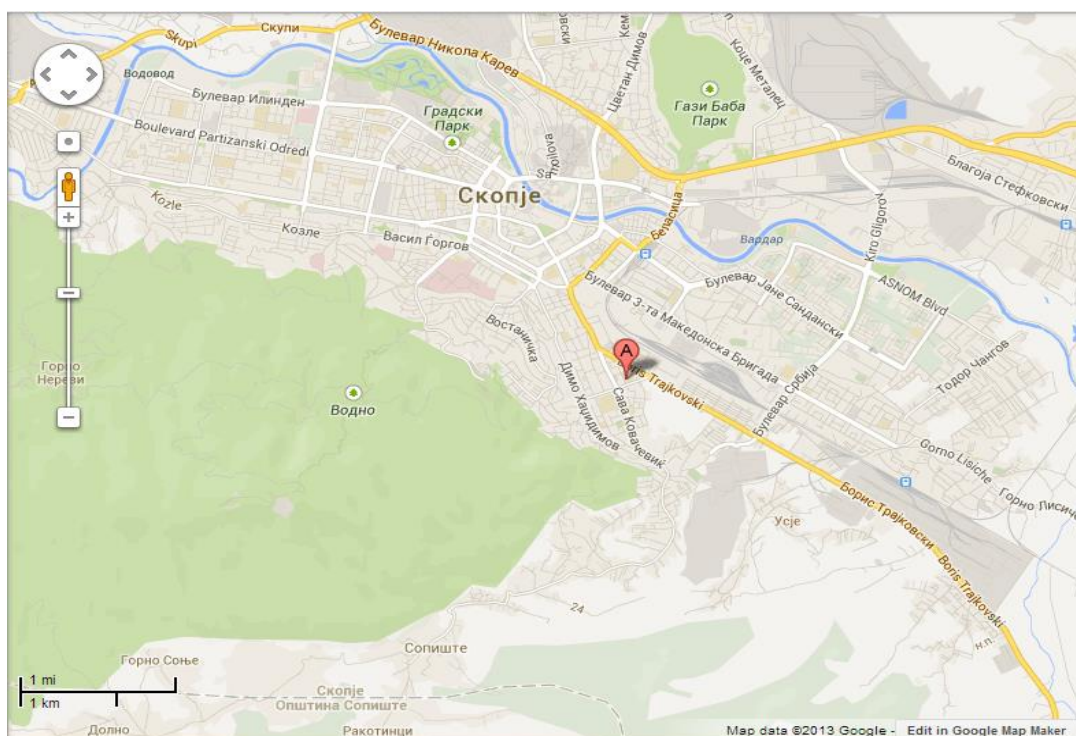 Скупи
Skupi
Булевар Никола Карев
Цветан Димов
Коце Металец
Водовод
Булевар Илинден
Градски
Парк
Гази Баба
Парк
Boulevard Partizanski Odredi
Благоја Стефковски
Скопје
Kozle
Козле
Васил Ѓоргов
Беласица
Вардар
Kiro Gligorov
ASNOM Blvd
Булевар 3-та Македонска Бригада
Булевар Јане Сандански
Востаничка
Димо Хаџидимов
A
Boris Trajkovski
Сава Ковачевиќ
Булевар Србија
Тодор Чангов
Горно
Нерези
Водно
Gorno Lisiche
Горно Лисиче
Борис Трајковски
Усје
Boris Trajkovski
24
н.п.
Сопиште
Горно Соње
1 mi
1 km
Скопје
Општина Сопиште
Долно
Ракотинци
Map data ©2013 Google - Edit in Google Map Maker